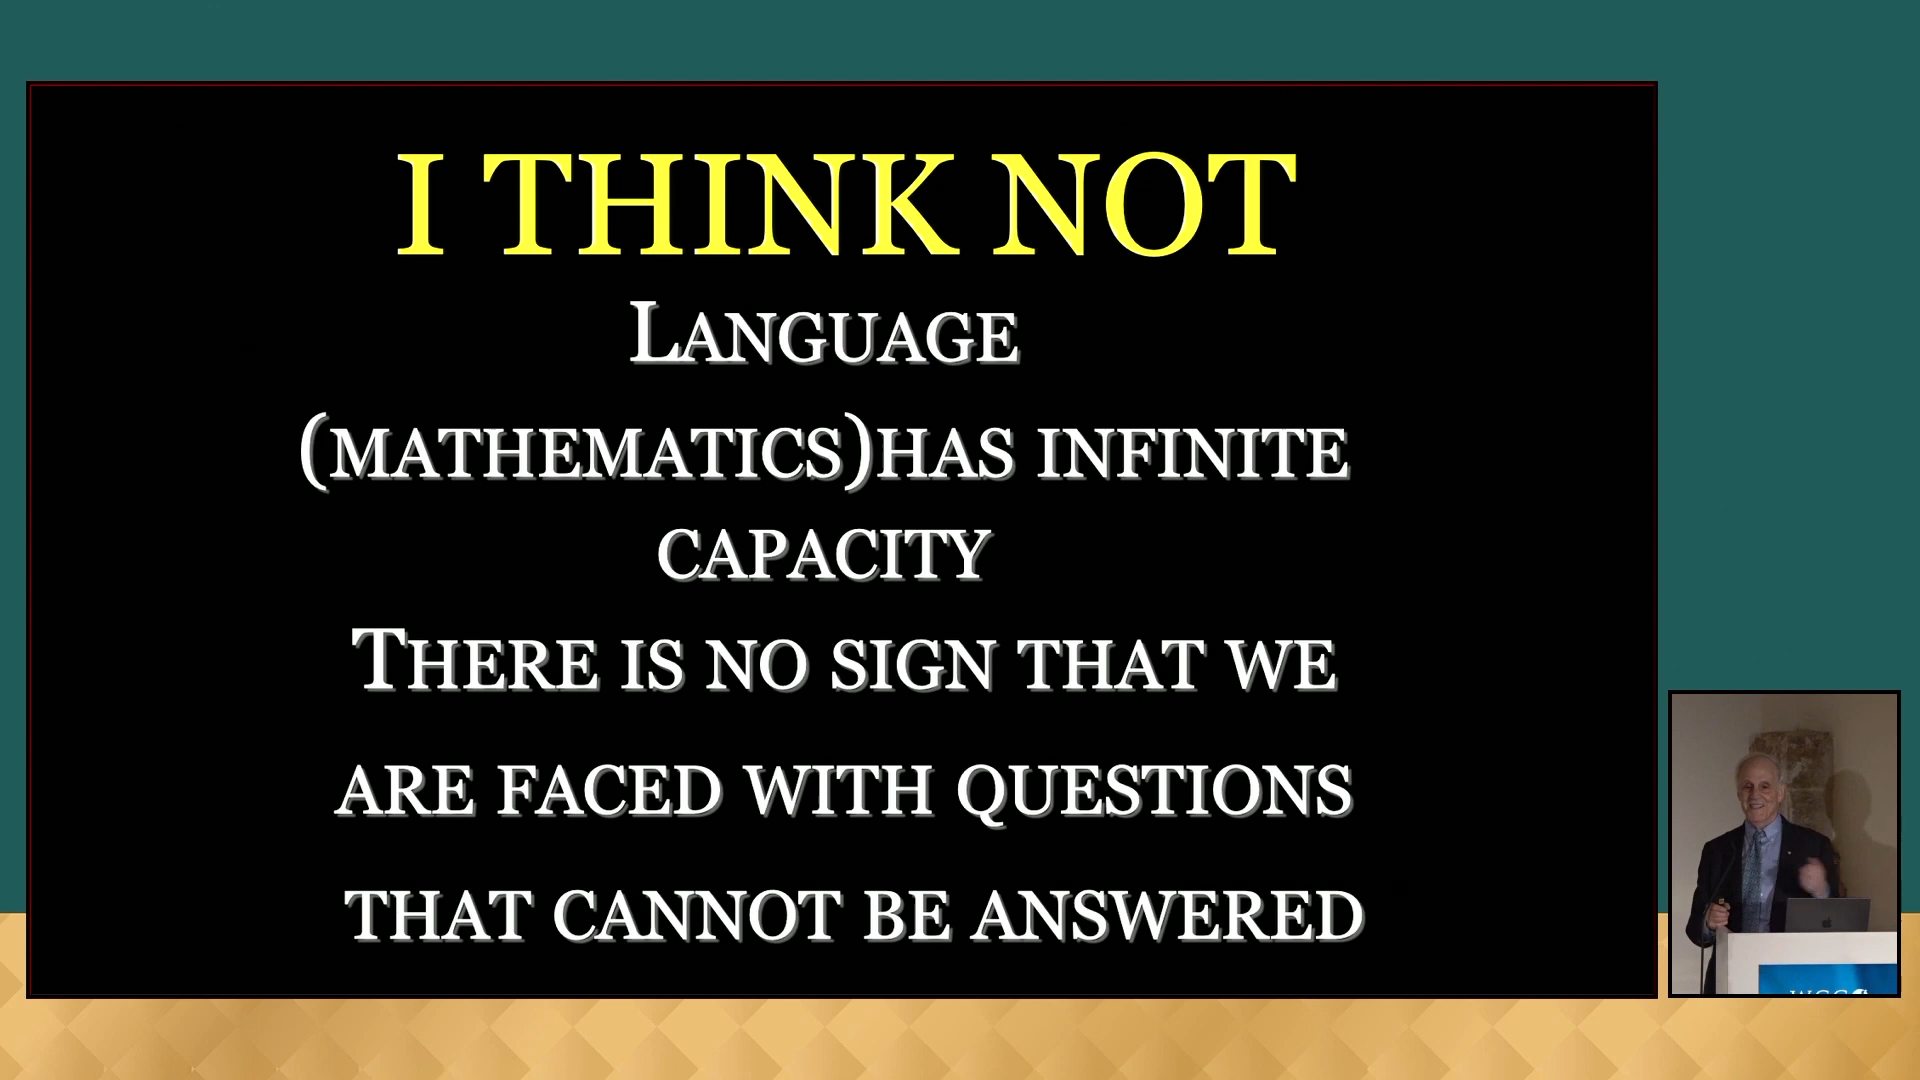 I THINK NOT
LANGUAGE
(MATHEMATICS)HAS INFINITE
CAPACITY
THERE IS NO SIGN THAT WE
ARE FACED WITH QUESTIONS
THAT CANNOT BE ANSWERED